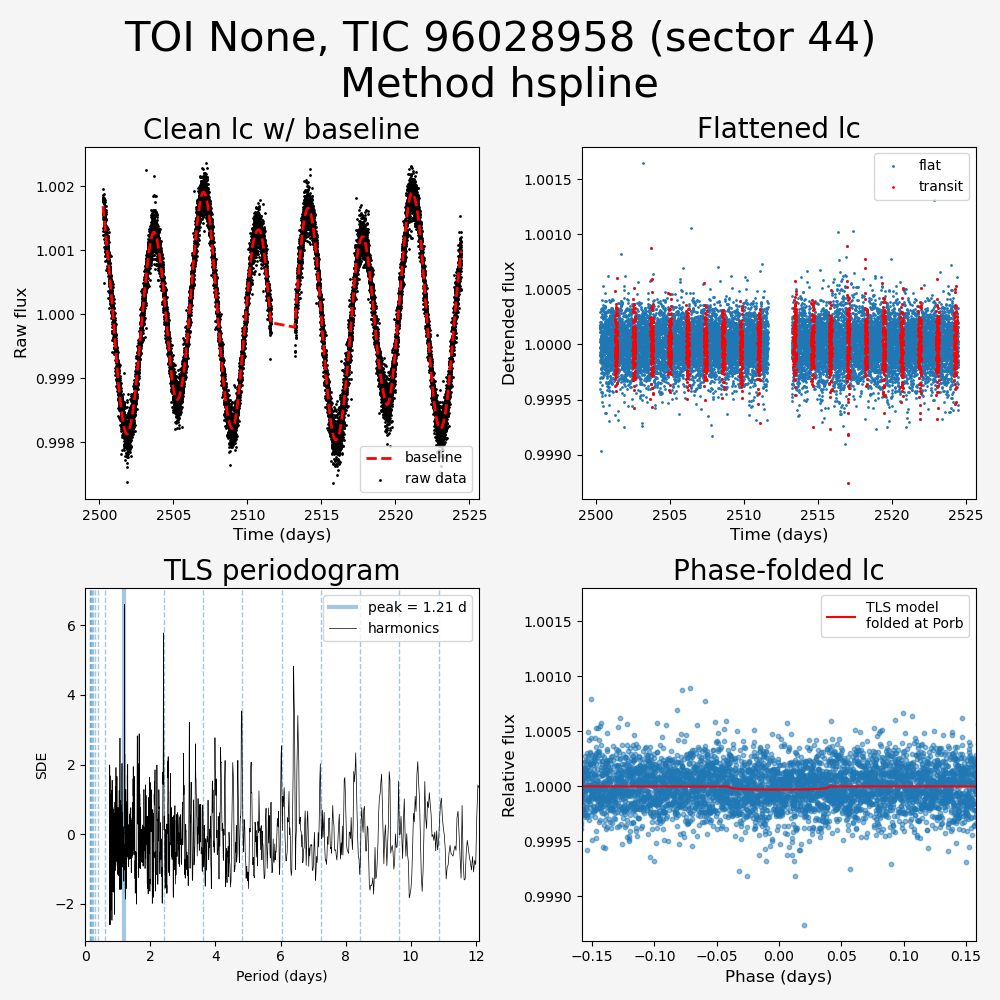 TOI None, TIC 96028958 (sector 44)
Method hspline
Clean lc w/ baseline
Raw flux
1.002
1.001
1.000
0.999
0.998
baseline
raw data
2500 2505 2510 2515 2520 2525
Time (days)
Flattened lc
Detrended flux
1.0015
1.0010
1.0005
1.0000
0.9995
0.9990
flat
transit
2500 2505 2510 2515 2520 2525
Time (days)
TLS periodogram
SDE
6
4
2
0
−2
peak = 1.21 d
harmonics
0 2 4 6 8 10 12
Period (days)
Phase-folded lc
Relative flux
1.0015
1.0010
1.0005
1.0000
0.9995
0.9990
TLS model
folded at Porb
−0.15 −0.10 −0.05 0.00 0.05 0.10 0.15
Phase (days)